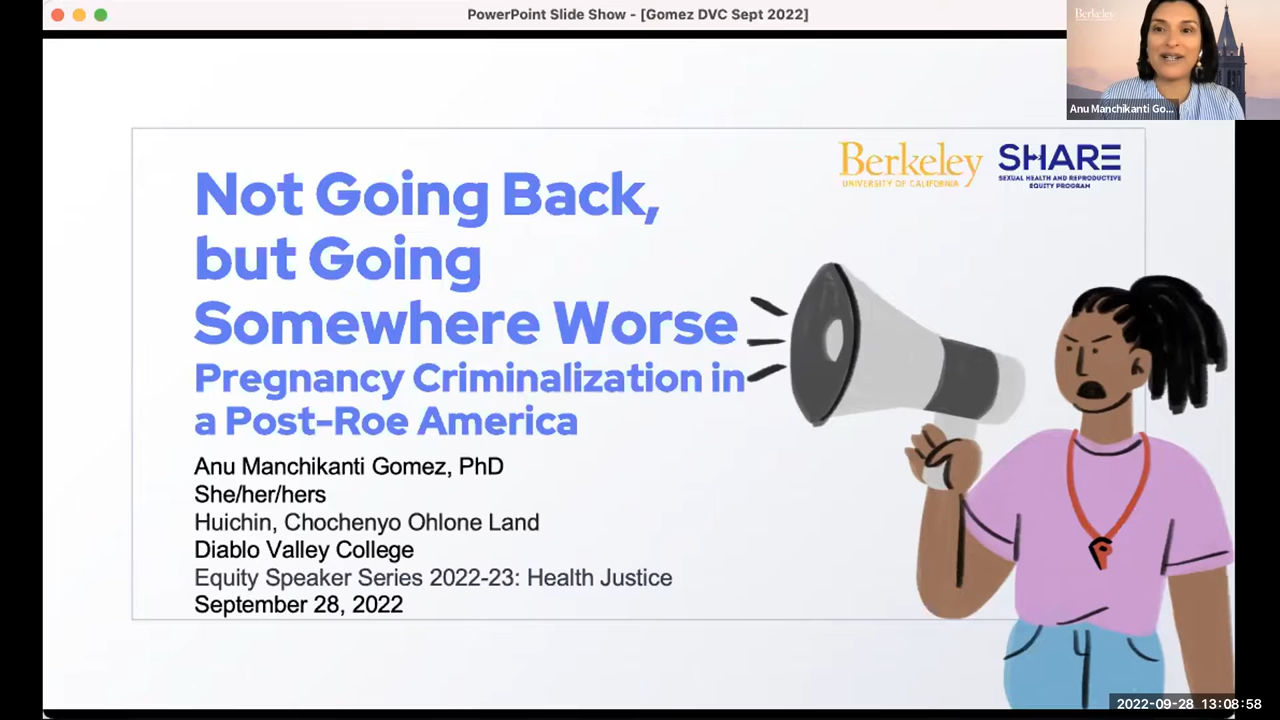 PowerPoint Slide Show - [Gomez DVC Sept 2022]
Berkeley
Anu Manchikanti Go...
Berkeley
UNIVERSITY OF CALIFORNIA
SHARE
SEXUAL HEALTH AND REPRODUCTIVE
EQUITY PROGRAM
Not Going Back,
but Going
Somewhere Worse
Pregnancy Criminalization in
a Post-Roe America
Anu Manchikanti Gomez, PhD
She/her/hers
Huichin, Chochenyo Ohlone Land
Diablo Valley College
Equity Speaker Series 2022-23: Health Justice
September 28, 2022
2022-09-28 13:08:58